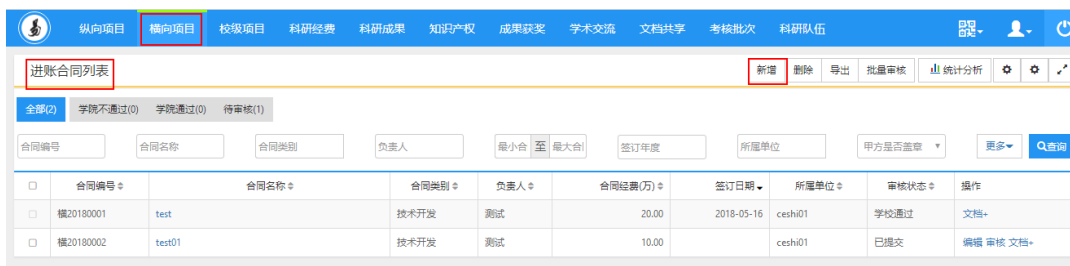 纵向项目 横向项目 校级项目 科研经费 科研成果 知识产权 成果获奖 学术交流 文档共享 考核批次 科研队伍
进账合同列表 新增 删除 导出 批量审核 统计分析
全部(2) 学院不通过(0) 学院通过(0) 待审核(1)
合同编号 合同名称 合同类别 负责人 最小合 至 最大合 签订年度 所属单位 甲方是否盖章 更多 查询
合同编号 合同名称 合同类别 负责人 合同经费(万) 签订日期 所属单位 审核状态 操作
横20180001 test 技术开发 测试 20.00 2018-05-16 ceshi01 学校通过 文档+
横20180002 test01 技术开发 测试 10.00 ceshi01 已提交 编辑 审核 文档+